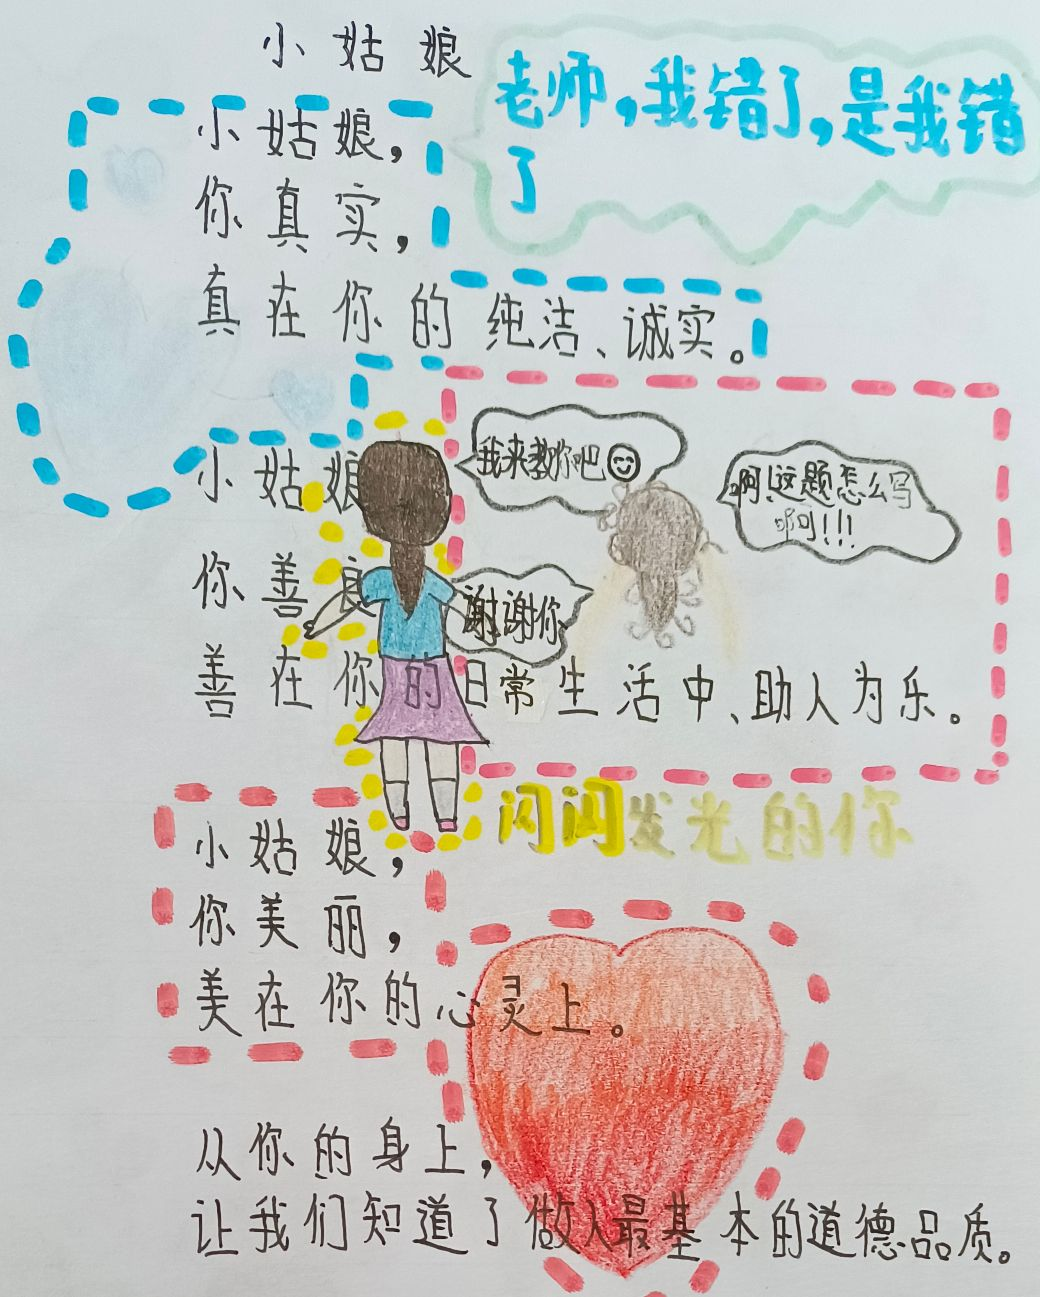 小姑娘
老师，我错了，是我错
了
小姑娘，
你真实，
真在你的纯洁、诚实。
我来教你吧
啊！这题怎么写
啊！！！
小姑娘
你善良
谢谢你
善在你的日常生活中、助人为乐。
闪闪发光的你
小姑娘，
你美丽，
美在你的心灵上。
从你的身上，
让我们知道了做人最基本的道德品质。